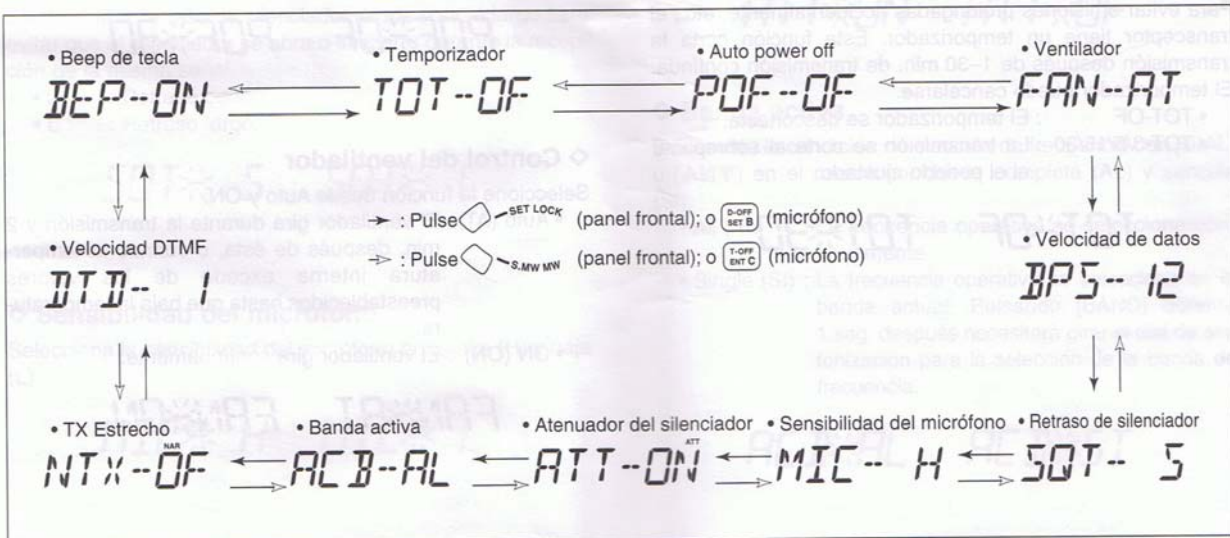 • Beep de tecla
• Temporizador
• Auto power off
• Ventilador
BEP--ON
TOT--OF
POF--OF
FAN-AT
→ : Pulse SET LOCK (panel frontal); o D-OFF SET B (micrófono)
⇾ : Pulse S.MW MW (panel frontal); o T-OFF ENT C (micrófono)
• Velocidad DTMF
• Velocidad de datos
DTD-- 1
BPS-- 12
• TX Estrecho
• Banda activa
• Atenuador del silenciador
• Sensibilidad del micrófono
• Retraso de silenciador
NAR
ATT
NTX-OF
ACB-AL
ATT--ON
MIC-- H
SQT-- S